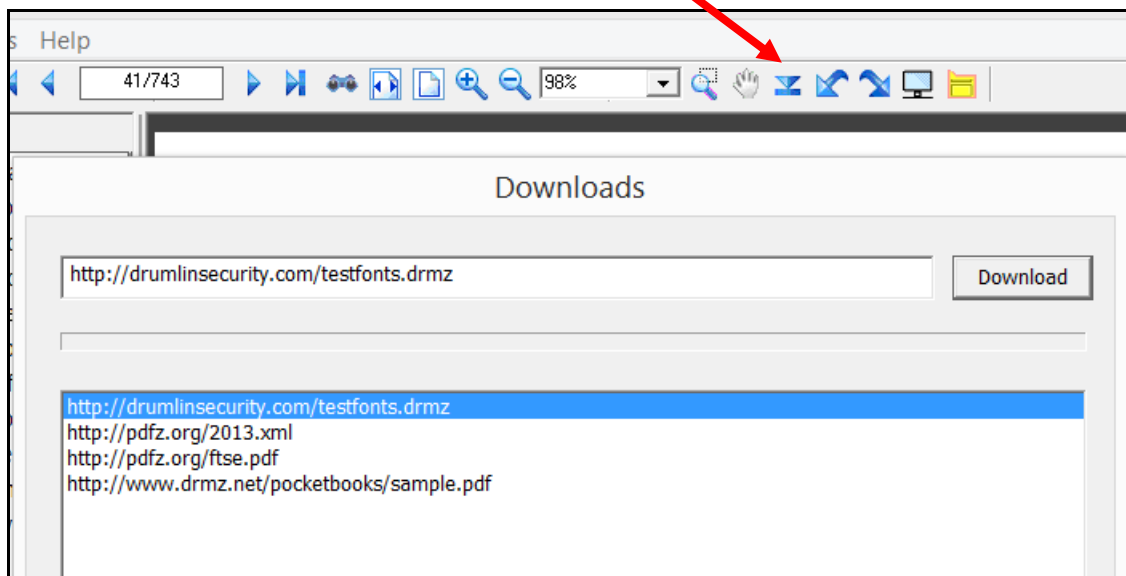 s Help
41/743 98%
Downloads
http://drumlinsecurity.com/testfonts.drmz Download
http://drumlinsecurity.com/testfonts.drmz
http://pdfz.org/2013.xml
http://pdfz.org/ftse.pdf
http://www.drmz.net/pocketbooks/sample.pdf